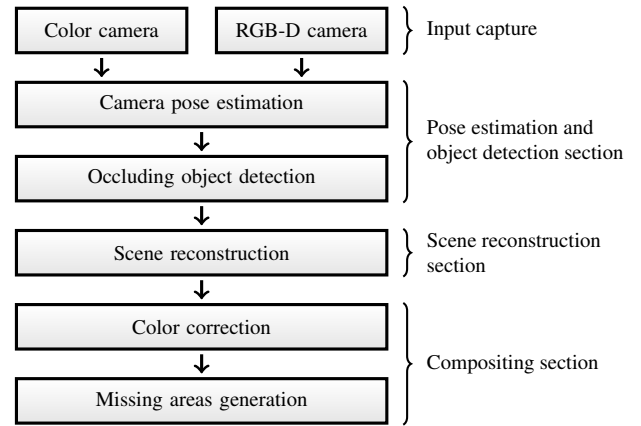 Color camera
RGB-D camera
Input capture
Camera pose estimation
Pose estimation and
object detection section
Occluding object detection
Scene reconstruction
Scene reconstruction
section
Color correction
Compositing section
Missing areas generation